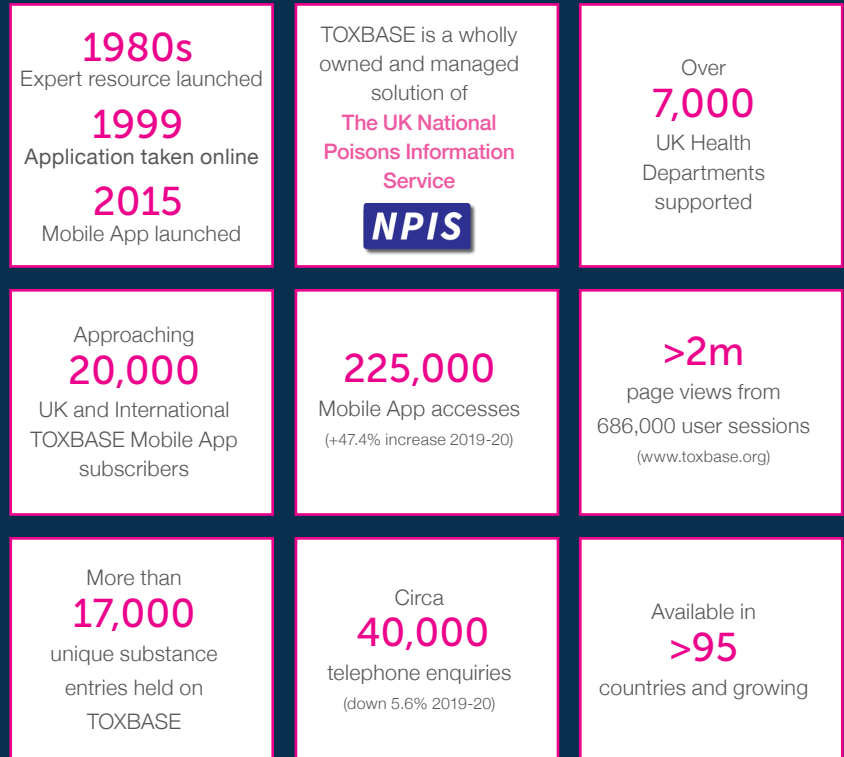 1980s
Expert resource launched
1999
Application taken online
2015
Mobile App launched
TOXBASE is a wholly
owned and managed
solution of
The UK National
Poisons Information
Service
NPIS
Over
7,000
UK Health
Departments
supported
Approaching
20,000
UK and International
TOXBASE Mobile App
subscribers
225,000
Mobile App accesses
(+47.4% increase 2019-20)
>2m
page views from
686,000 user sessions
(www.toxbase.org)
More than
17,000
unique substance
entries held on
TOXBASE
Circa
40,000
telephone enquiries
(down 5.6% 2019-20)
Available in
>95
countries and growing